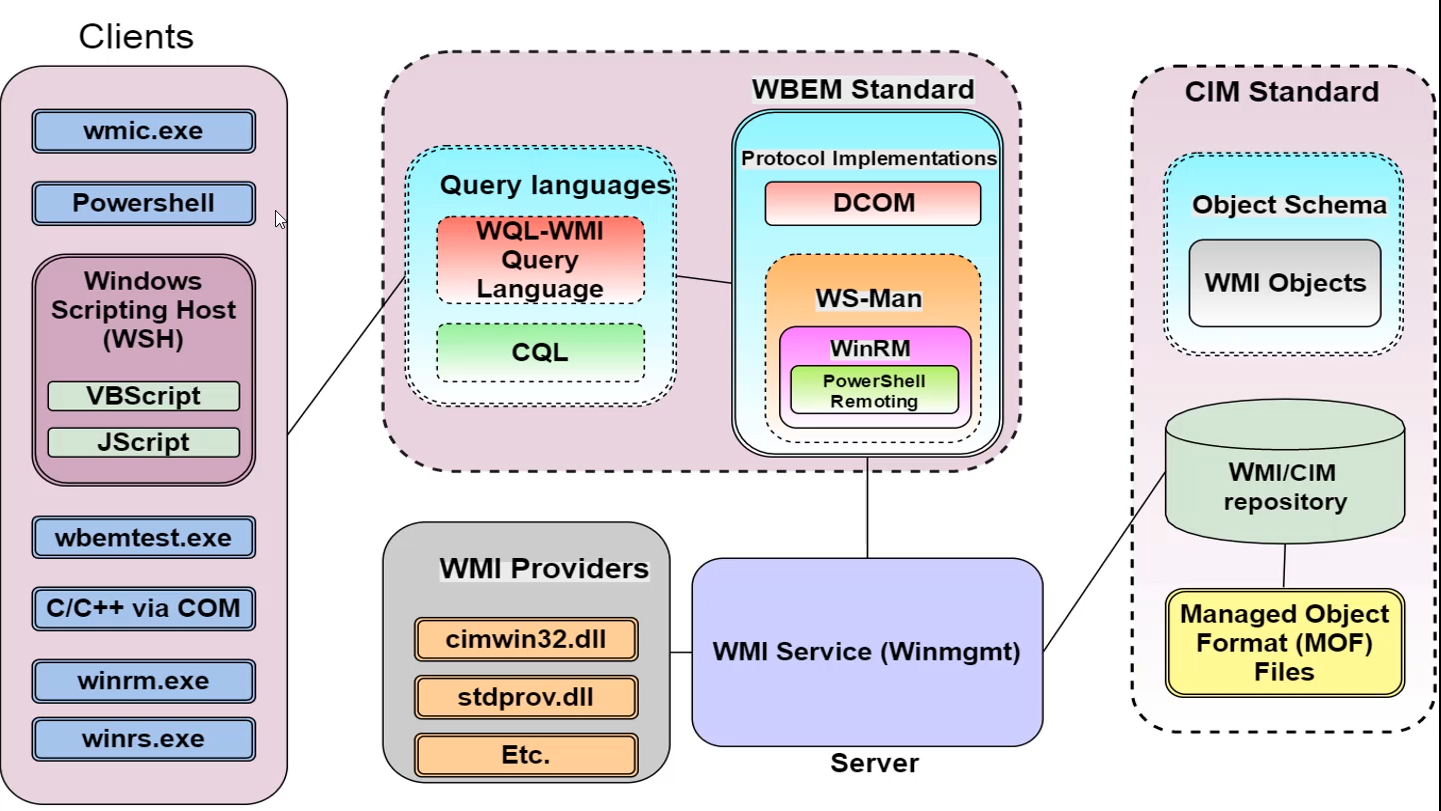 Clients
wmic.exe
Powershell
Windows
Scripting Host
(WSH)
VBScript
JScript
wbemtest.exe
C/C++ via COM
winrm.exe
winrs.exe
WBEM Standard
Query languages
WQL-WMI
Query
Language
CQL
Protocol Implementations
DCOM
WS-Man
WinRM
PowerShell
Remoting
WMI Providers
cimwin32.dll
stdprov.dll
Etc.
WMI Service (Winmgmt)
Server
CIM Standard
Object Schema
WMI Objects
WMI/CIM
repository
Managed Object
Format (MOF)
Files